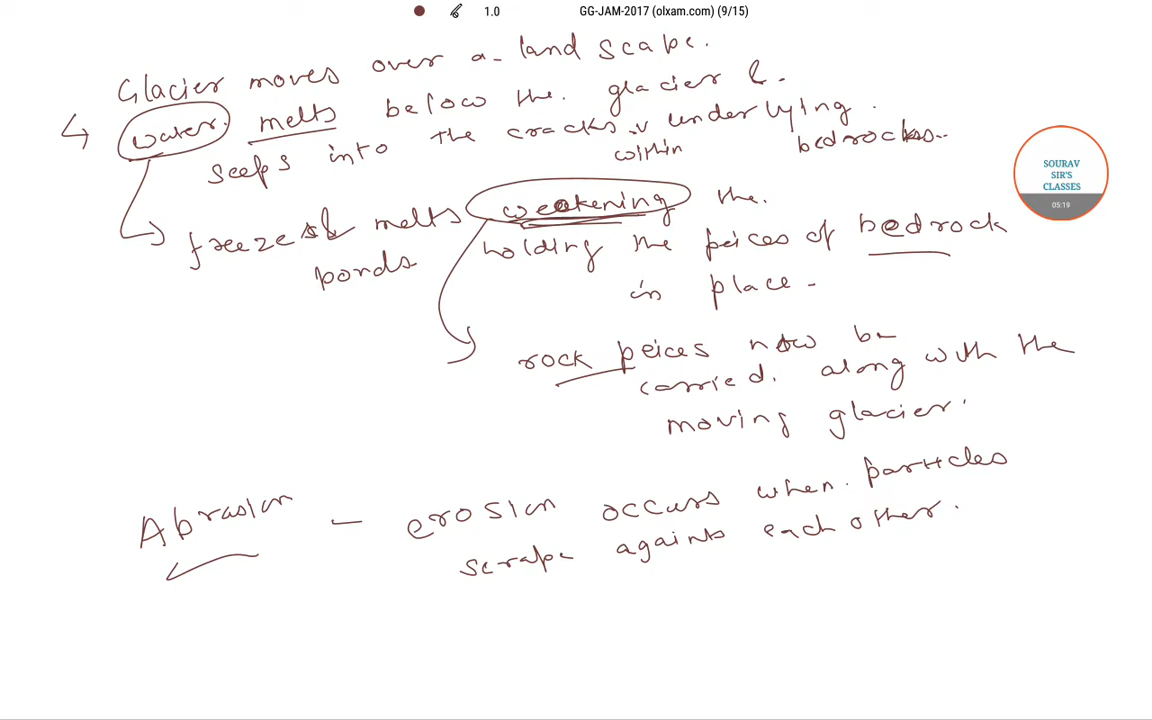 1.0 GG-JAM-2017 (olxam.com) (9/15)
Glacier moves over a land scape.
water melts below the glacier &
seeps into the cracks within underlying bedrocks.
freezes & melts weakening the
bonds holding the peices of bedrock
in place.
rock peices now be
carried along with the
moving glacier.
Abrasion – erosion occurs when particles
scrape againts each other.
SOURAV
SIR'S
CLASSES
05:19